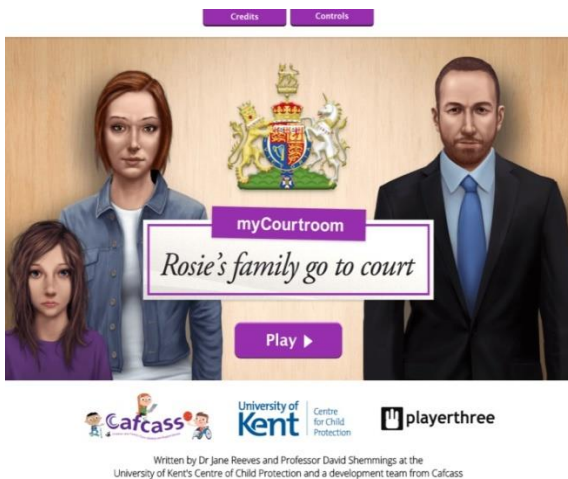 Credits
Controls
myCourtroom
Rosie's family go to court
Play
Cafcass
University of
Kent
Centre
for Child
Protection
playerthree
Written by Dr Jane Reeves and Professor David Shemmings at the
University of Kent's Centre of Child Protection and a development team from Cafcass